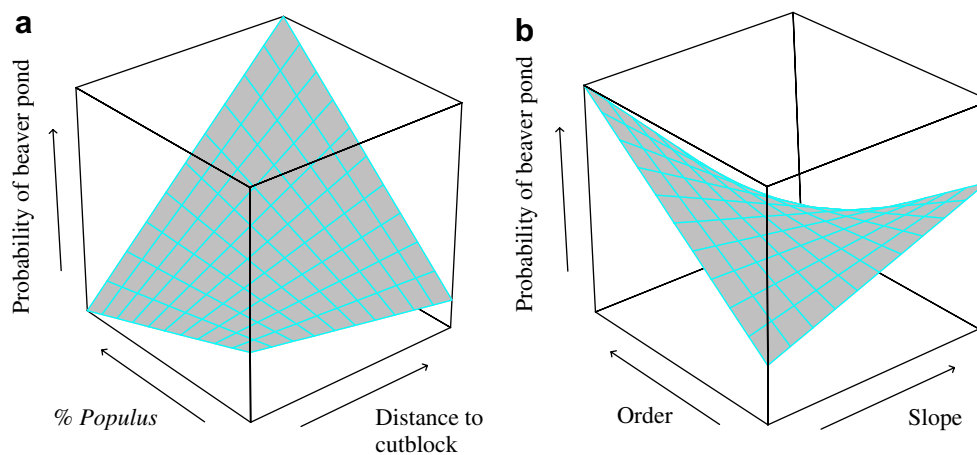 a
Probability of beaver pond
% Populus
Distance to
cutblock
b
Probability of beaver pond
Order
Slope